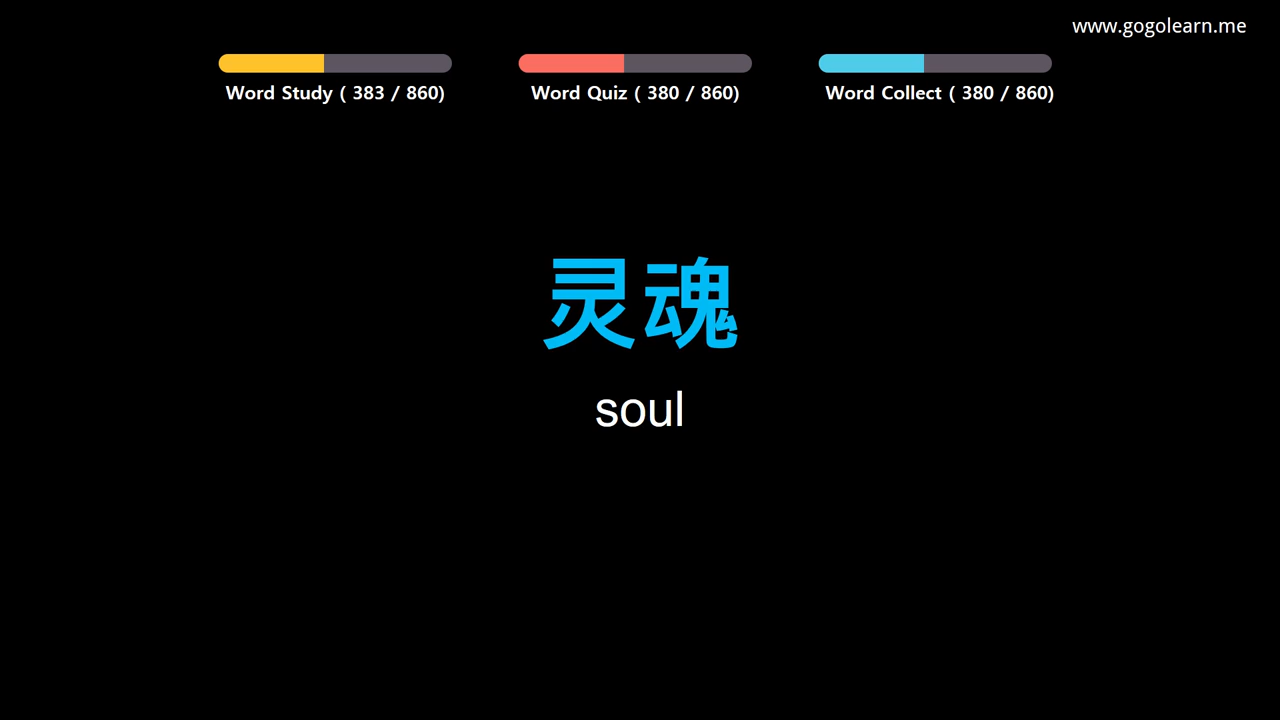 www.gogolearn.me
Word Study ( 383 / 860)
Word Quiz ( 380 / 860)
Word Collect ( 380 / 860)
灵魂
soul